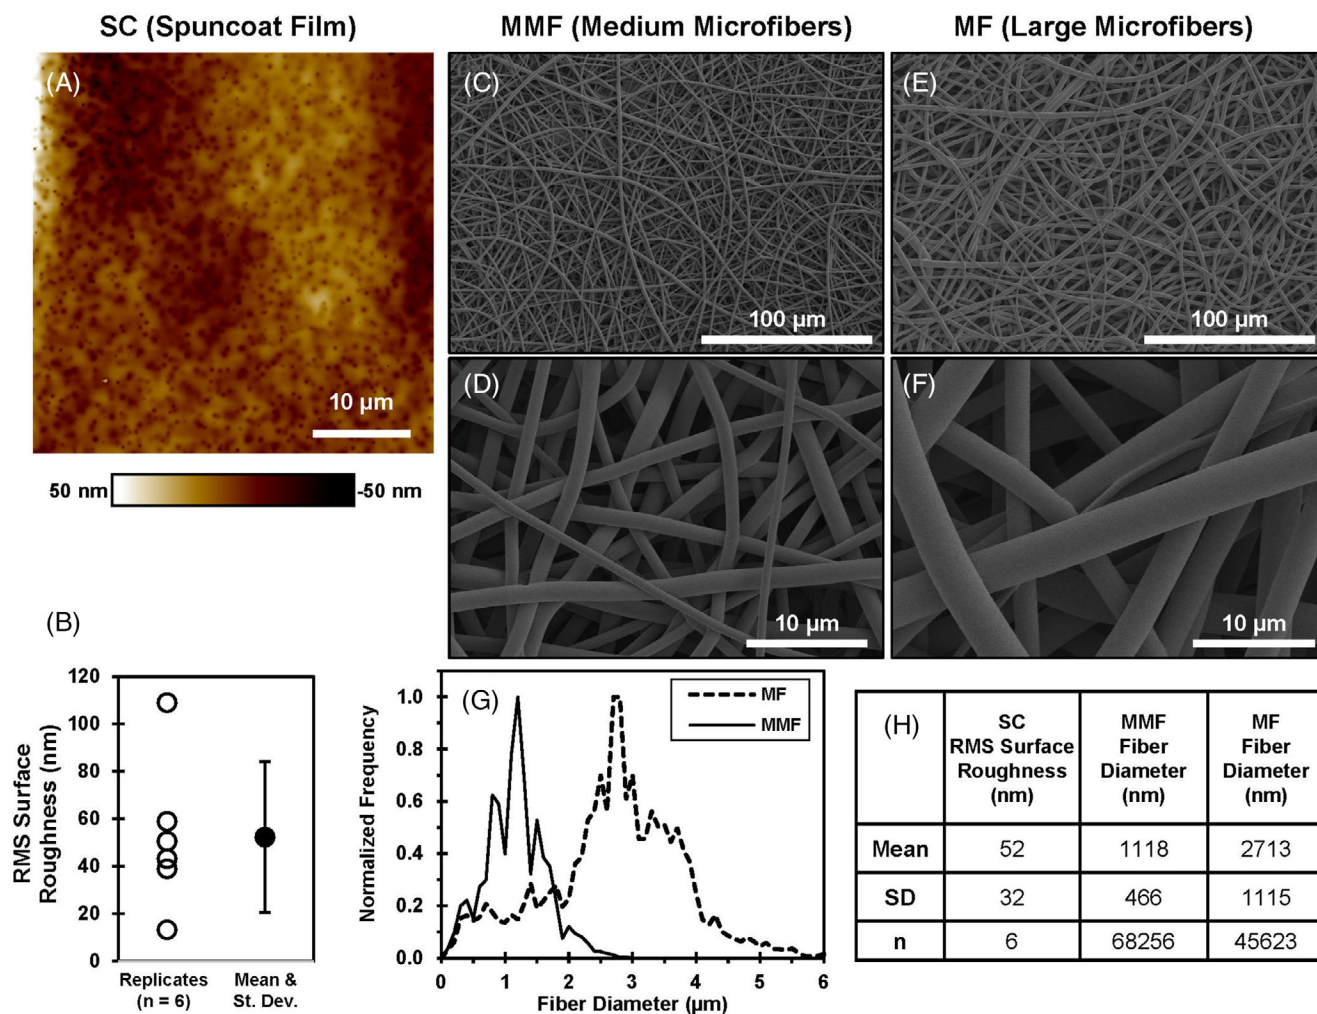 SC (Spuncoat Film)
MMF (Medium Microfibers)
MF (Large Microfibers)
(A)
10 µm
50 nm
-50 nm
(C)
100 µm
(E)
100 µm
(D)
10 µm
(F)
10 µm
(B)
RMS Surface
Roughness (nm)
120
100
80
60
40
20
0
Replicates
(n = 6)
Mean &
St. Dev.
(G)
Normalized Frequency
1.0
0.8
0.6
0.4
0.2
0.0
0
1
2
3
4
5
6
Fiber Diameter (µm)
MF
MMF
(H)
SC
RMS Surface
Roughness
(nm)
MMF
Fiber
Diameter
(nm)
MF
Fiber
Diameter
(nm)
Mean
52
1118
2713
SD
32
466
1115
n
6
68256
45623